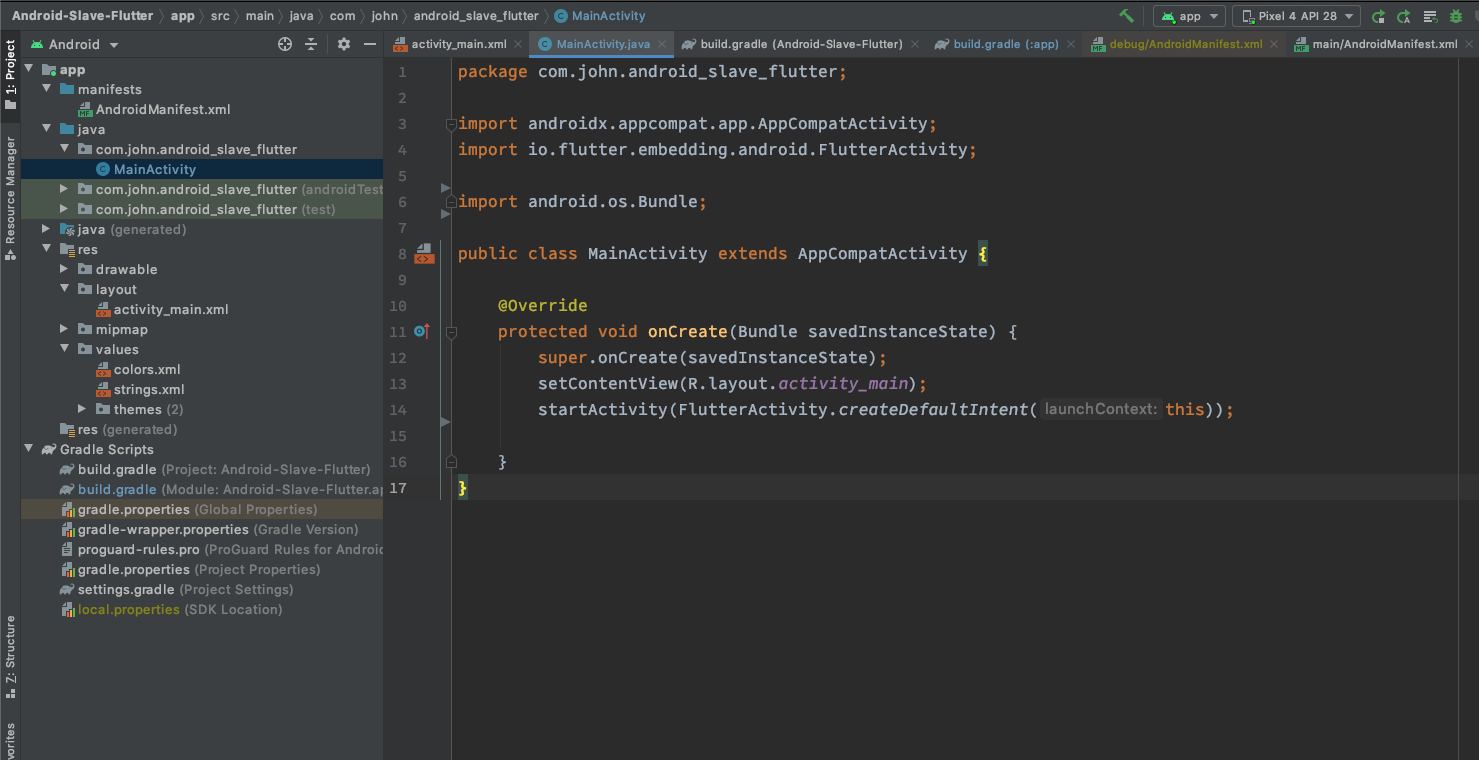 Android-Slave-Flutter app src main java com john android_slave_flutter MainActivity app Pixel 4 API 28
Android activity_main.xml MainActivity.java build.gradle (Android-Slave-Flutter) build.gradle (:app) debug/AndroidManifest.xml main/AndroidManifest.xml
1: Project
Resource Manager
Z: Structure
vorites
app
manifests
AndroidManifest.xml
java
com.john.android_slave_flutter
MainActivity
com.john.android_slave_flutter (androidTest
com.john.android_slave_flutter (test)
java (generated)
res
drawable
layout
activity_main.xml
mipmap
values
colors.xml
strings.xml
themes (2)
res (generated)
Gradle Scripts
build.gradle (Project: Android-Slave-Flutter)
build.gradle (Module: Android-Slave-Flutter.ap
gradle.properties (Global Properties)
gradle-wrapper.properties (Gradle Version)
proguard-rules.pro (ProGuard Rules for Android
gradle.properties (Project Properties)
settings.gradle (Project Settings)
local.properties (SDK Location)
1 package com.john.android_slave_flutter;
2
3 import androidx.appcompat.app.AppCompatActivity;
4 import io.flutter.embedding.android.FlutterActivity;
5
6 import android.os.Bundle;
7
8 public class MainActivity extends AppCompatActivity {
9
10 @Override
11 protected void onCreate(Bundle savedInstanceState) {
12 super.onCreate(savedInstanceState);
13 setContentView(R.layout.activity_main);
14 startActivity(FlutterActivity.createDefaultIntent( launchContext: this));
15
16 }
17 }